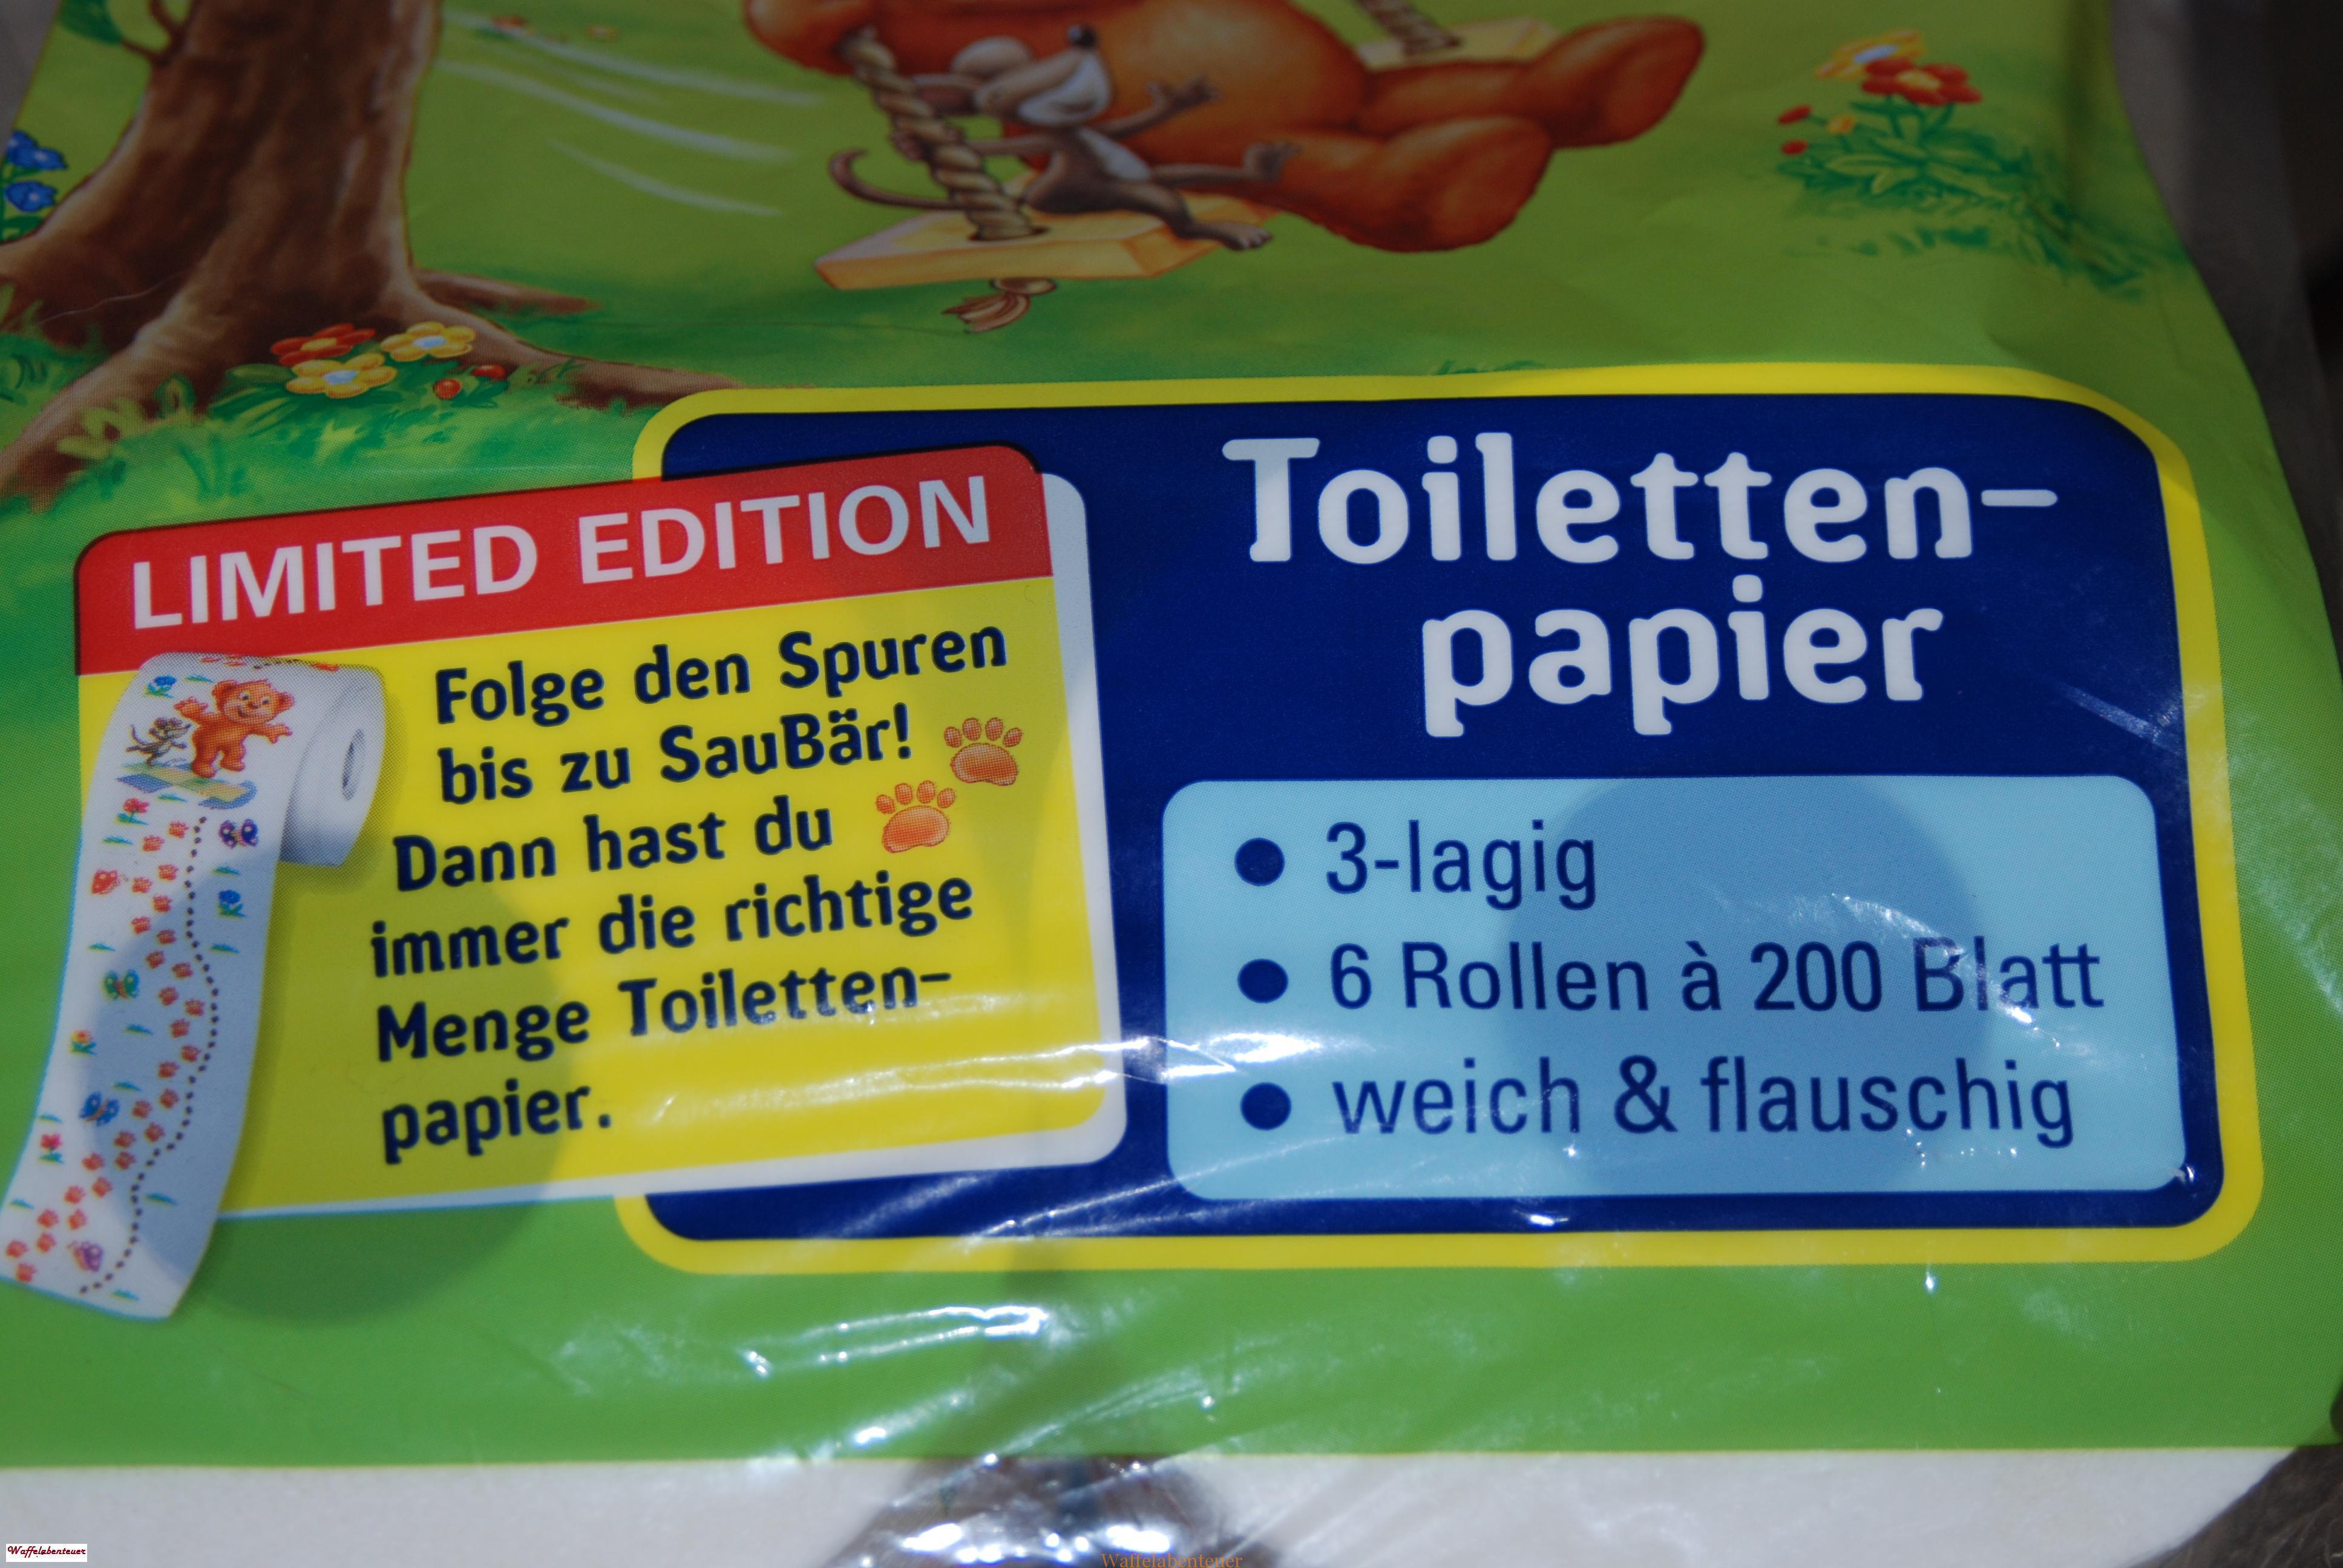 LIMITED EDITION
Folge den Spuren
bis zu SauBär!
Dann hast du
immer die richtige
Menge Toiletten-
papier.
Toiletten-
papier
• 3-lagig
• 6 Rollen à 200 Blatt
• weich & flauschig
Waffelabenteuer
Waffelabenteuer